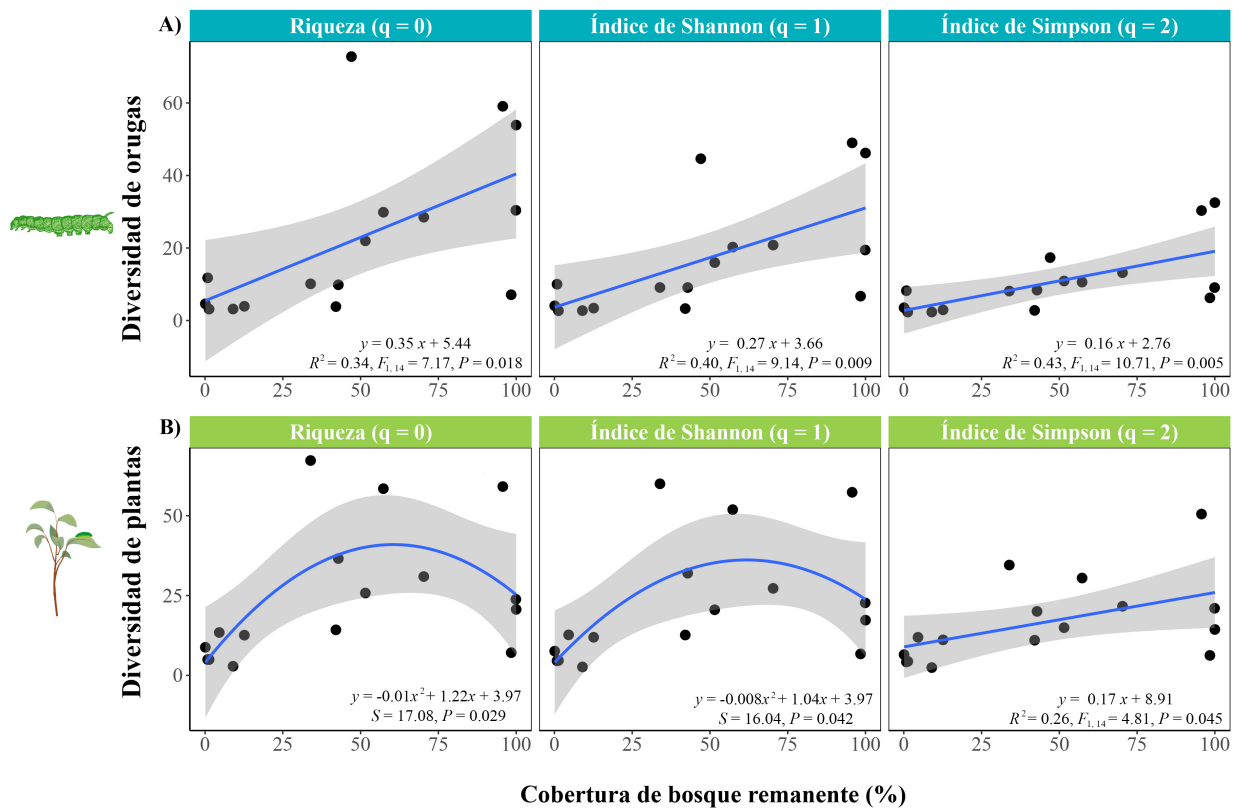 A)
Riqueza (q = 0)
Índice de Shannon (q = 1)
Índice de Simpson (q = 2)
Diversidad de orugas
60
40
20
0
y = 0.35 x + 5.44
R² = 0.34, F1, 14 = 7.17, P = 0.018
y = 0.27 x + 3.66
R² = 0.40, F1, 14 = 9.14, P = 0.009
y = 0.16 x + 2.76
R² = 0.43, F1, 14 = 10.71, P = 0.005
0 25 50 75 100
0 25 50 75 100
0 25 50 75 100
B)
Riqueza (q = 0)
Índice de Shannon (q = 1)
Índice de Simpson (q = 2)
Diversidad de plantas
50
25
0
y = -0.01x² + 1.22x + 3.97
S = 17.08, P = 0.029
y = -0.008x² + 1.04x + 3.97
S = 16.04, P = 0.042
y = 0.17 x + 8.91
R² = 0.26, F1, 14 = 4.81, P = 0.045
0 25 50 75 100
0 25 50 75 100
0 25 50 75 100
Cobertura de bosque remanente (%)